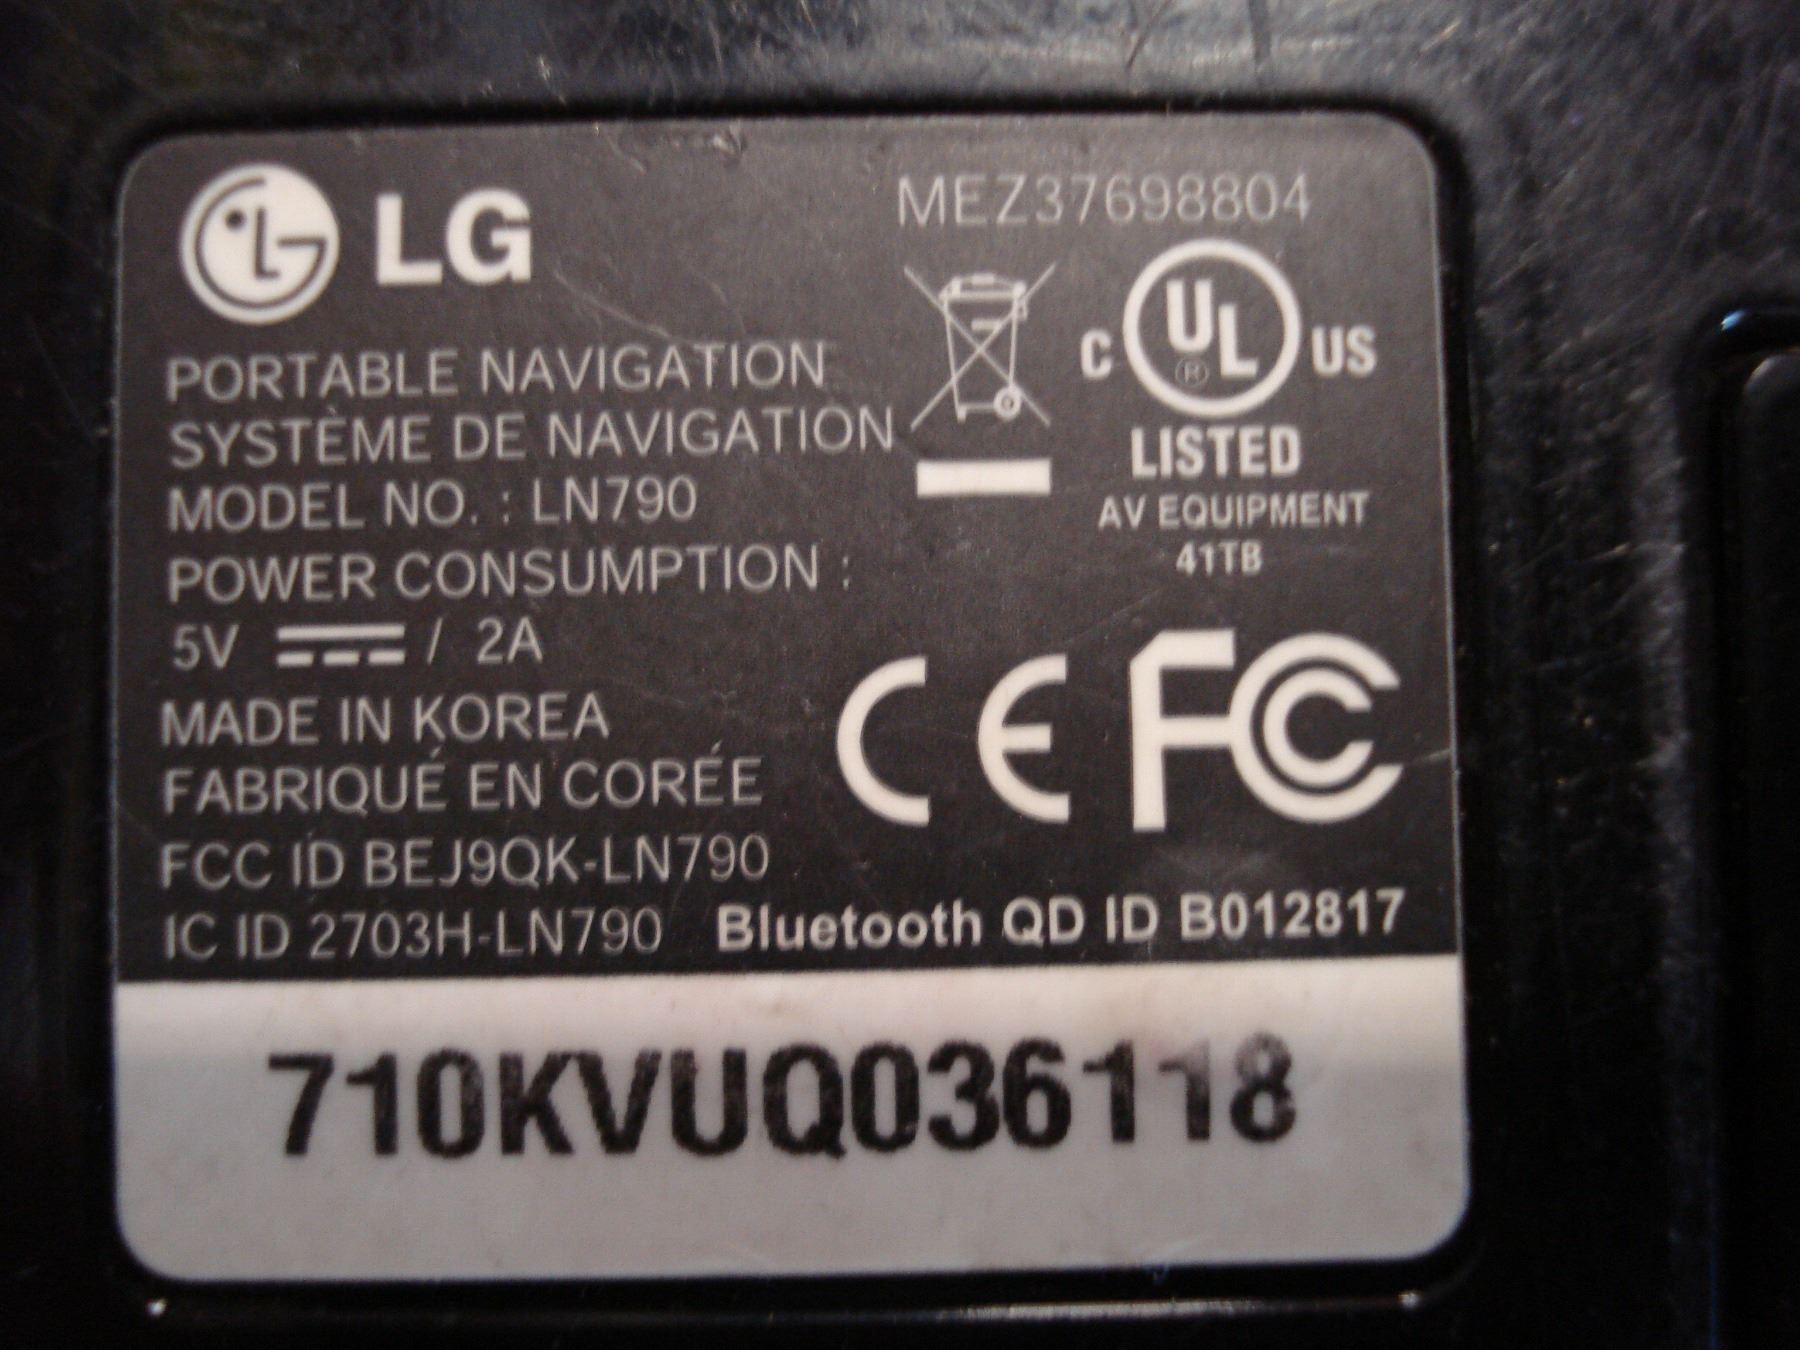 LG
MEZ37698804
PORTABLE NAVIGATION
SYSTÈME DE NAVIGATION
MODEL NO. : LN790
POWER CONSUMPTION :
5V ⎓ / 2A
MADE IN KOREA
FABRIQUÉ EN CORÉE
FCC ID BEJ9QK-LN790
IC ID 2703H-LN790
C UL ® US
LISTED
AV EQUIPMENT
41TB
CE FC
Bluetooth QD ID B012817
710KVUQ036118